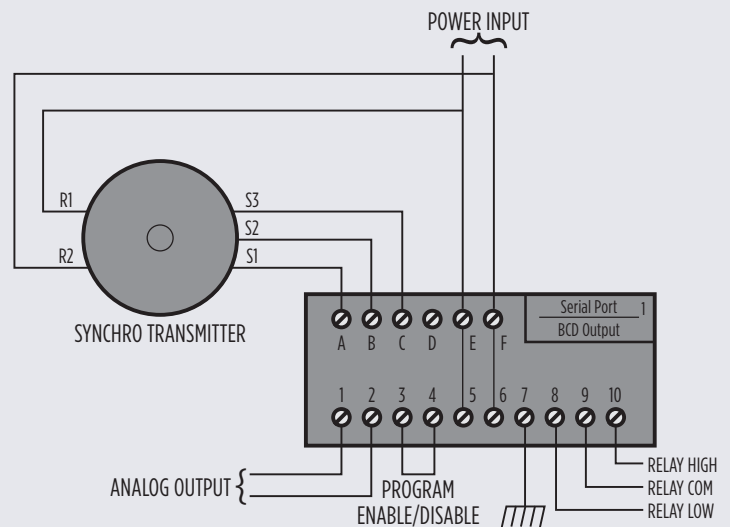 POWER INPUT
R1
R2
S3
S2
S1
SYNCHRO TRANSMITTER
Serial Port 1
BCD Output
A B C D E F
1 2 3 4 5 6 7 8 9 10
ANALOG OUTPUT
PROGRAM
ENABLE/DISABLE
RELAY HIGH
RELAY COM
RELAY LOW